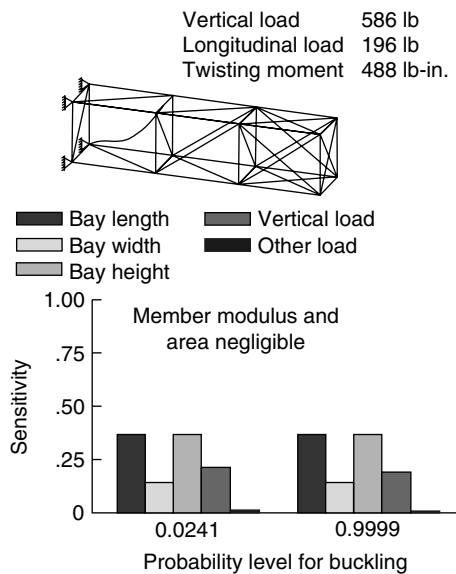 Vertical load 586 lb
Longitudinal load 196 lb
Twisting moment 488 lb-in.
Bay length
Vertical load
Bay width
Other load
Bay height
Member modulus and
area negligible
Sensitivity
1.00
.75
.50
.25
0
0.0241
0.9999
Probability level for buckling